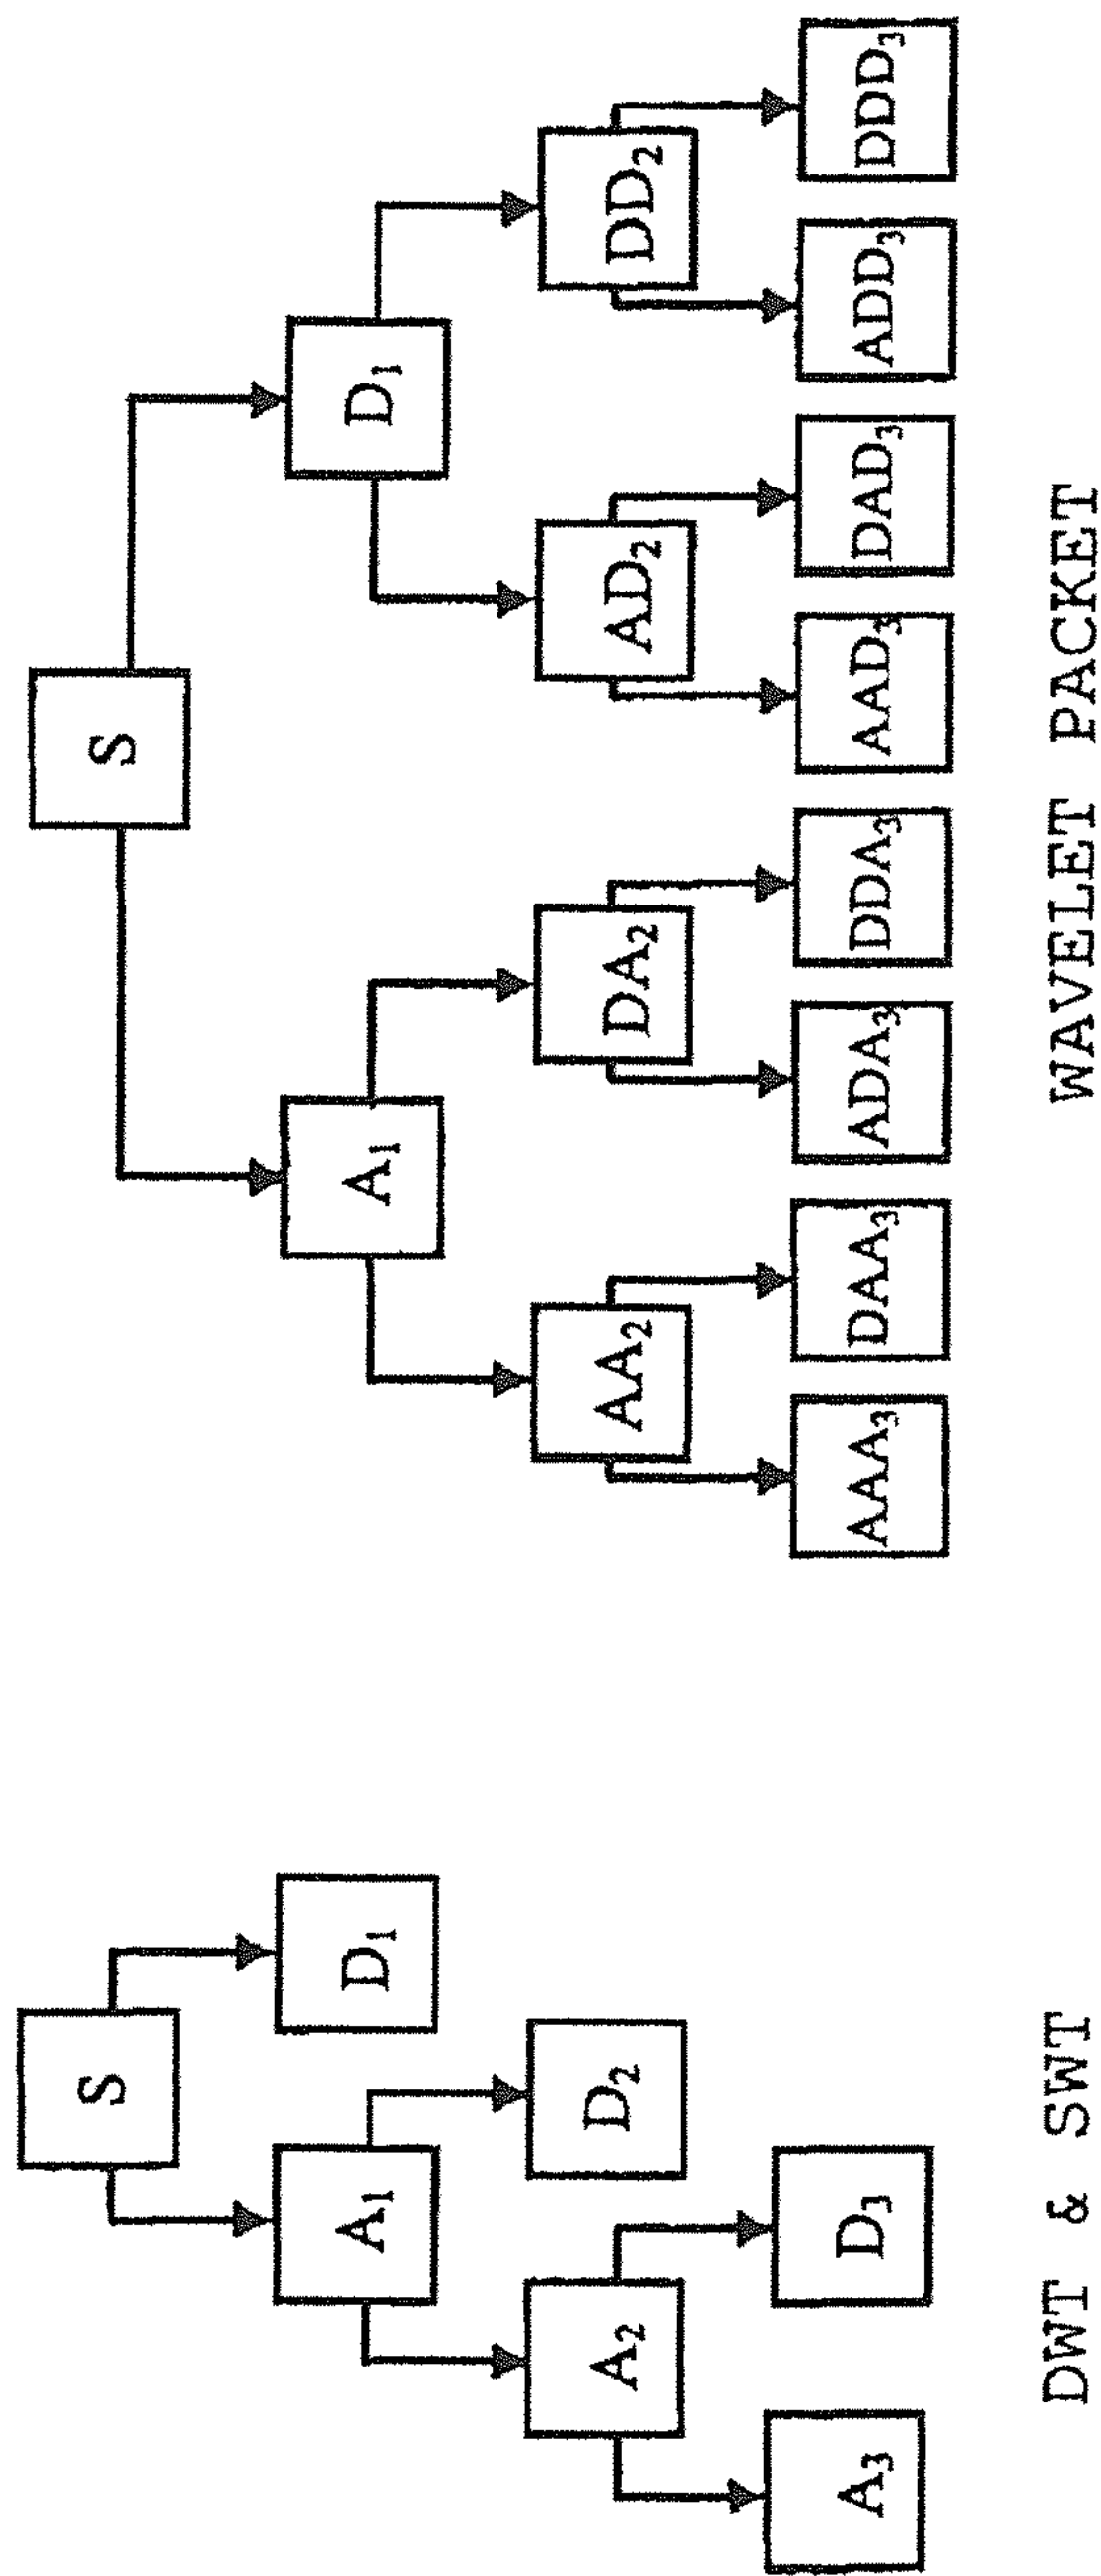 S
A1 D1
A2 D2
A3 D3
DWT & SWT
S
A1 D1
AA2 DA2 AD2 DD2
AAA3 DAA3 ADA3 DDA3 AAD3 DAD3 ADD3 DDD3
WAVELET PACKET